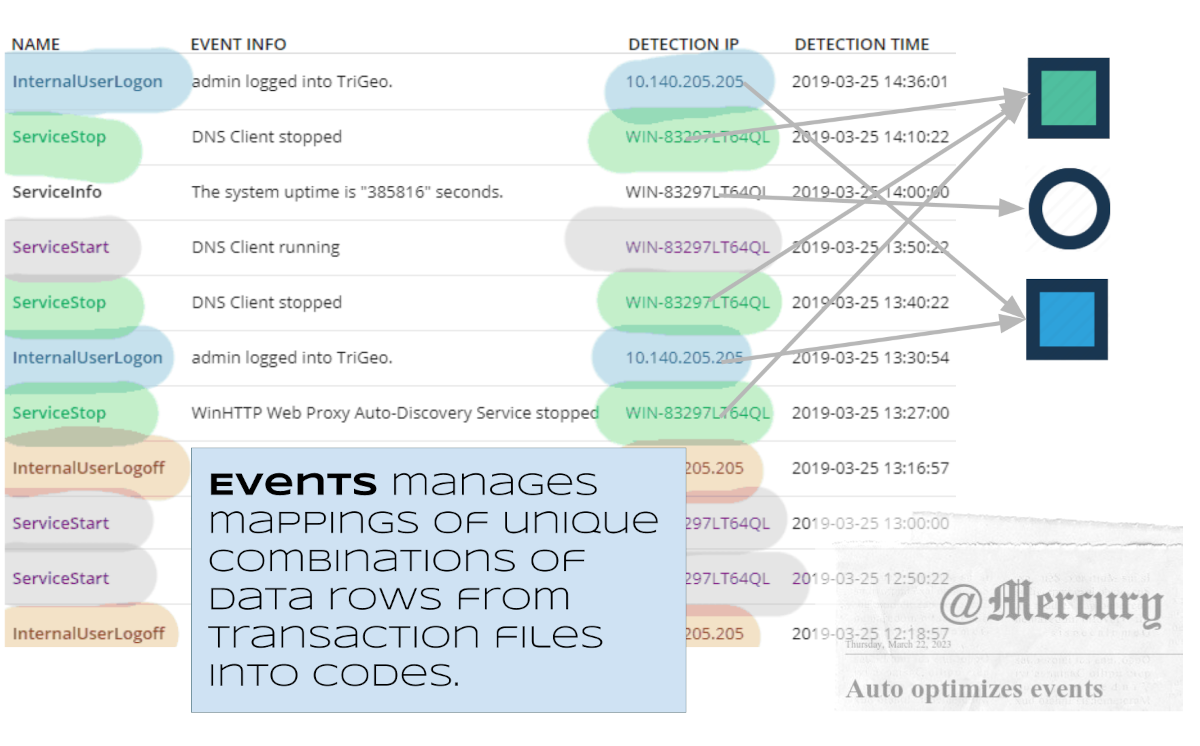 NAME EVENT INFO DETECTION IP DETECTION TIME
InternalUserLogon admin logged into TriGeo. 10.140.205.205 2019-03-25 14:36:01
ServiceStop DNS Client stopped WIN-83297LT64QL 2019-03-25 14:10:22
ServiceInfo The system uptime is "385816" seconds. WIN-83297LT64QL 2019-03-25 14:00:00
ServiceStart DNS Client running WIN-83297LT64QL 2019-03-25 13:50:22
ServiceStop DNS Client stopped WIN-83297LT64QL 2019-03-25 13:40:22
InternalUserLogon admin logged into TriGeo. 10.140.205.205 2019-03-25 13:30:54
ServiceStop WinHTTP Web Proxy Auto-Discovery Service stopped WIN-83297LT64QL 2019-03-25 13:27:00
InternalUserLogoff 205.205 2019-03-25 13:16:57
ServiceStart 297LT64QL 2019-03-25 13:00:00
ServiceStart 297LT64QL 2019-03-25 12:50:22
InternalUserLogoff 205.205 2019-03-25 12:18:57
Events manages
mappings of unique
combinations of
data rows from
transaction files
into codes.
@Mercury
Thursday, March 22, 2023
Auto optimizes events